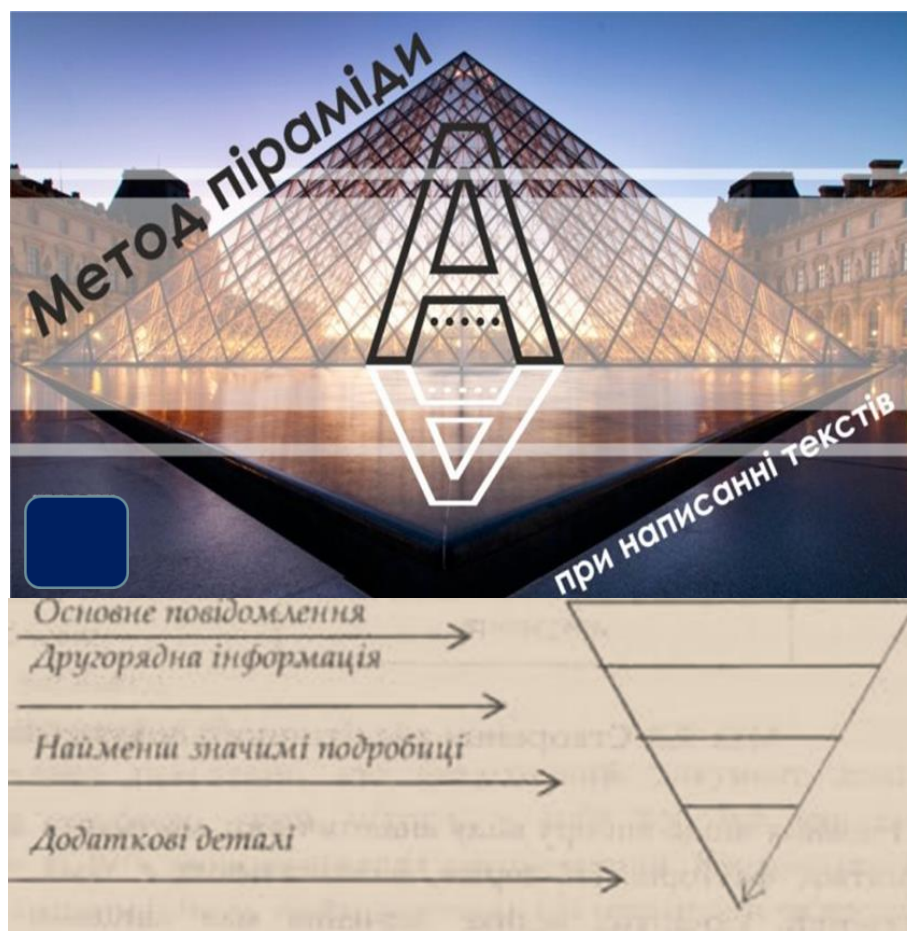 Метод піраміди
при написанні текстів
Основне повідомлення
Другорядна інформація
Найменш значимі подробиці
Додаткові деталі